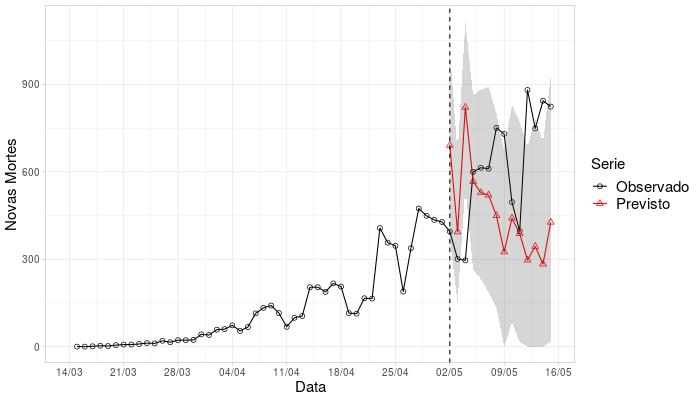 900
600
300
0
Novas Mortes
14/03 21/03 28/03 04/04 11/04 18/04 25/04 02/05 09/05 16/05
Data
Serie
Observado
Previsto